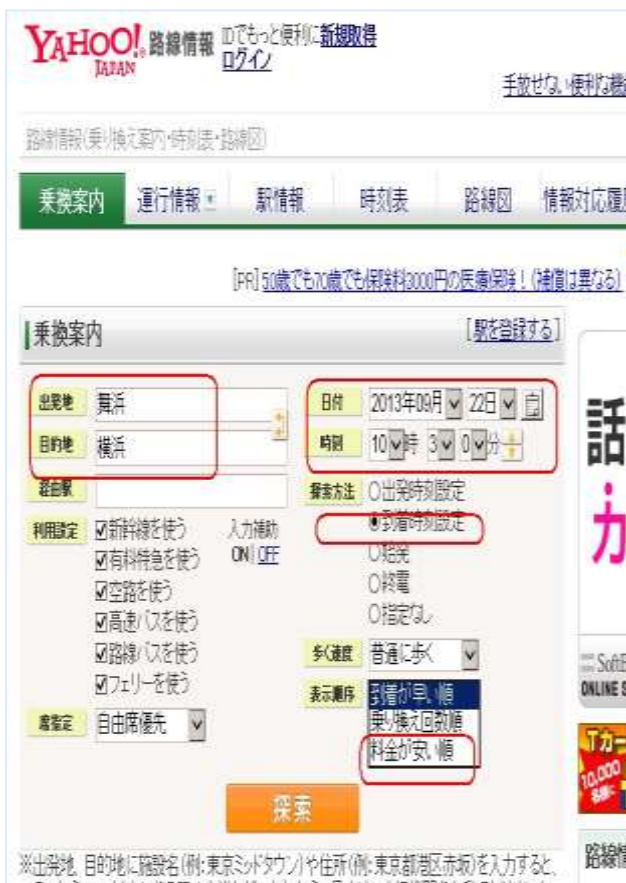 YAHOO! JAPAN 路線情報 IDでもっと便利に新規取得
ログイン
手放せない便利な機
路線情報(乗り換え案内・時刻表・路線図)
乗換案内 運行情報 駅情報 時刻表 路線図 情報対応履
[PR] 50歳でも70歳でも保険料3000円の医療保険！(補償は異なる)
乗換案内 [駅を登録する]
出発地 舞浜
目的地 横浜
経由駅
利用設定 新幹線を使う
有料特急を使う
空路を使う
高速バスを使う
路線バスを使う
フェリーを使う
入力補助
ON | OFF
席指定 自由席優先
日付 2013年09月 22日
時刻 10 時 3 0 分
探索方法 出発時刻設定
到着時刻設定
始発
終電
指定なし
歩く速度 普通に歩く
表示順序 到着が早い順
乗り換え回数順
料金が安い順
探索
※出発地、目的地に施設名(例:東京ミッドタウン)や住所(例:東京都港区赤坂)を入力すると、
話
カ
SoftB
ONLINE S
Tカー
10,000
名様に
路線情